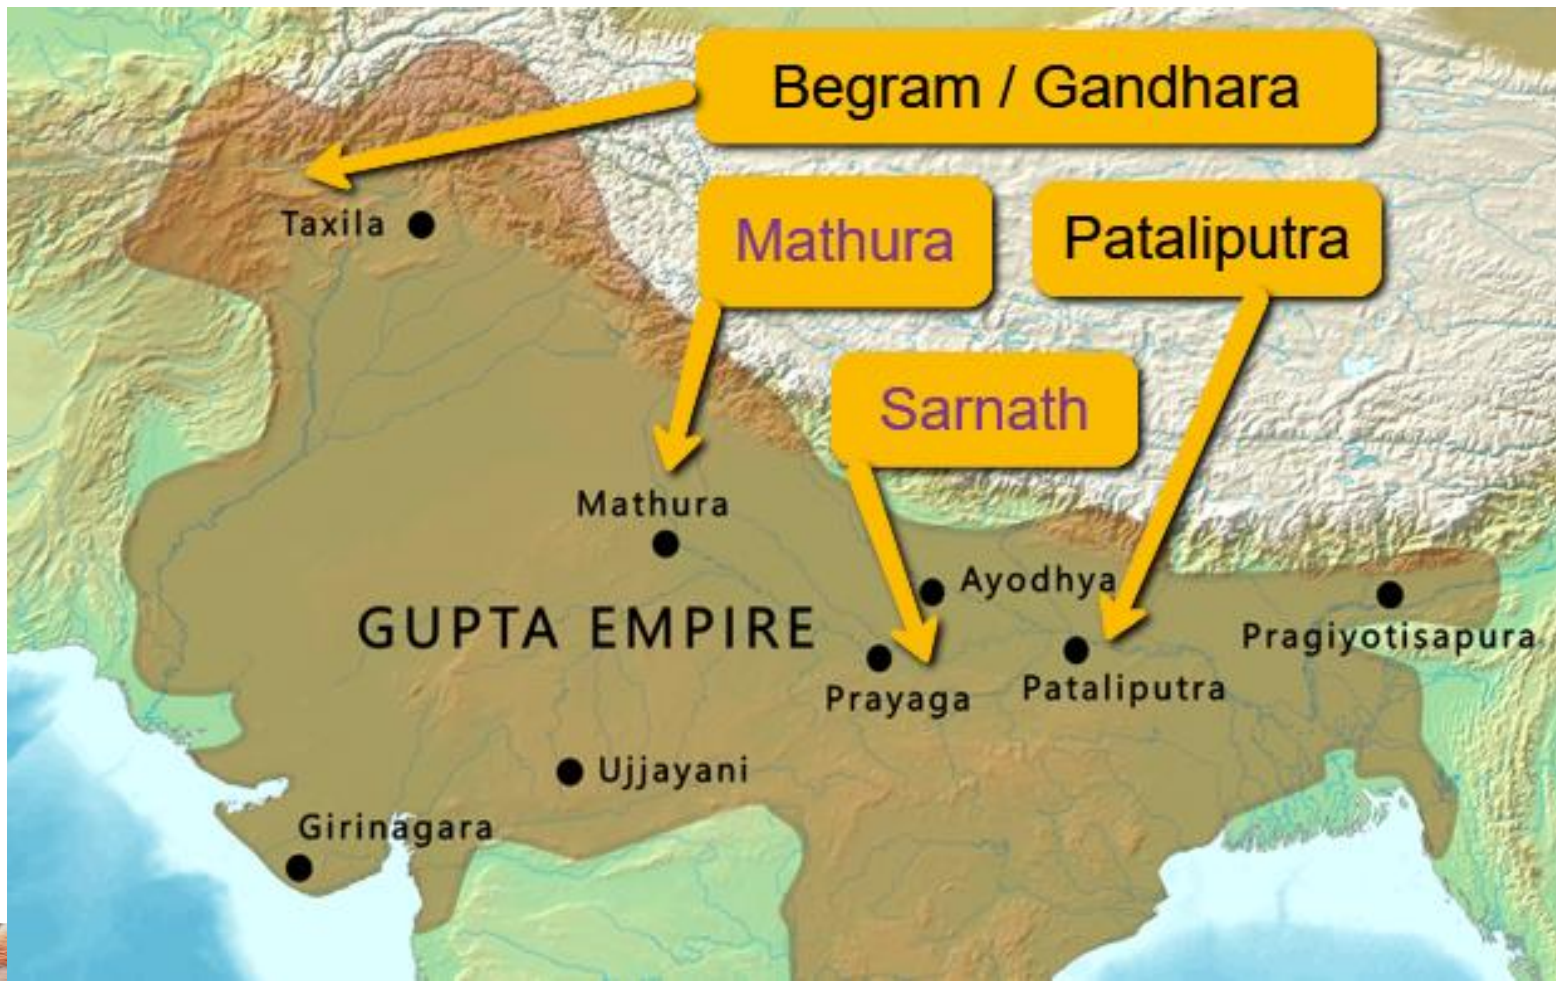 Begram / Gandhara
Taxila
Mathura
Pataliputra
Sarnath
Mathura
Ayodhya
GUPTA EMPIRE
Pragiyotisapura
Prayaga
Pataliputra
Ujjayani
Girinagara